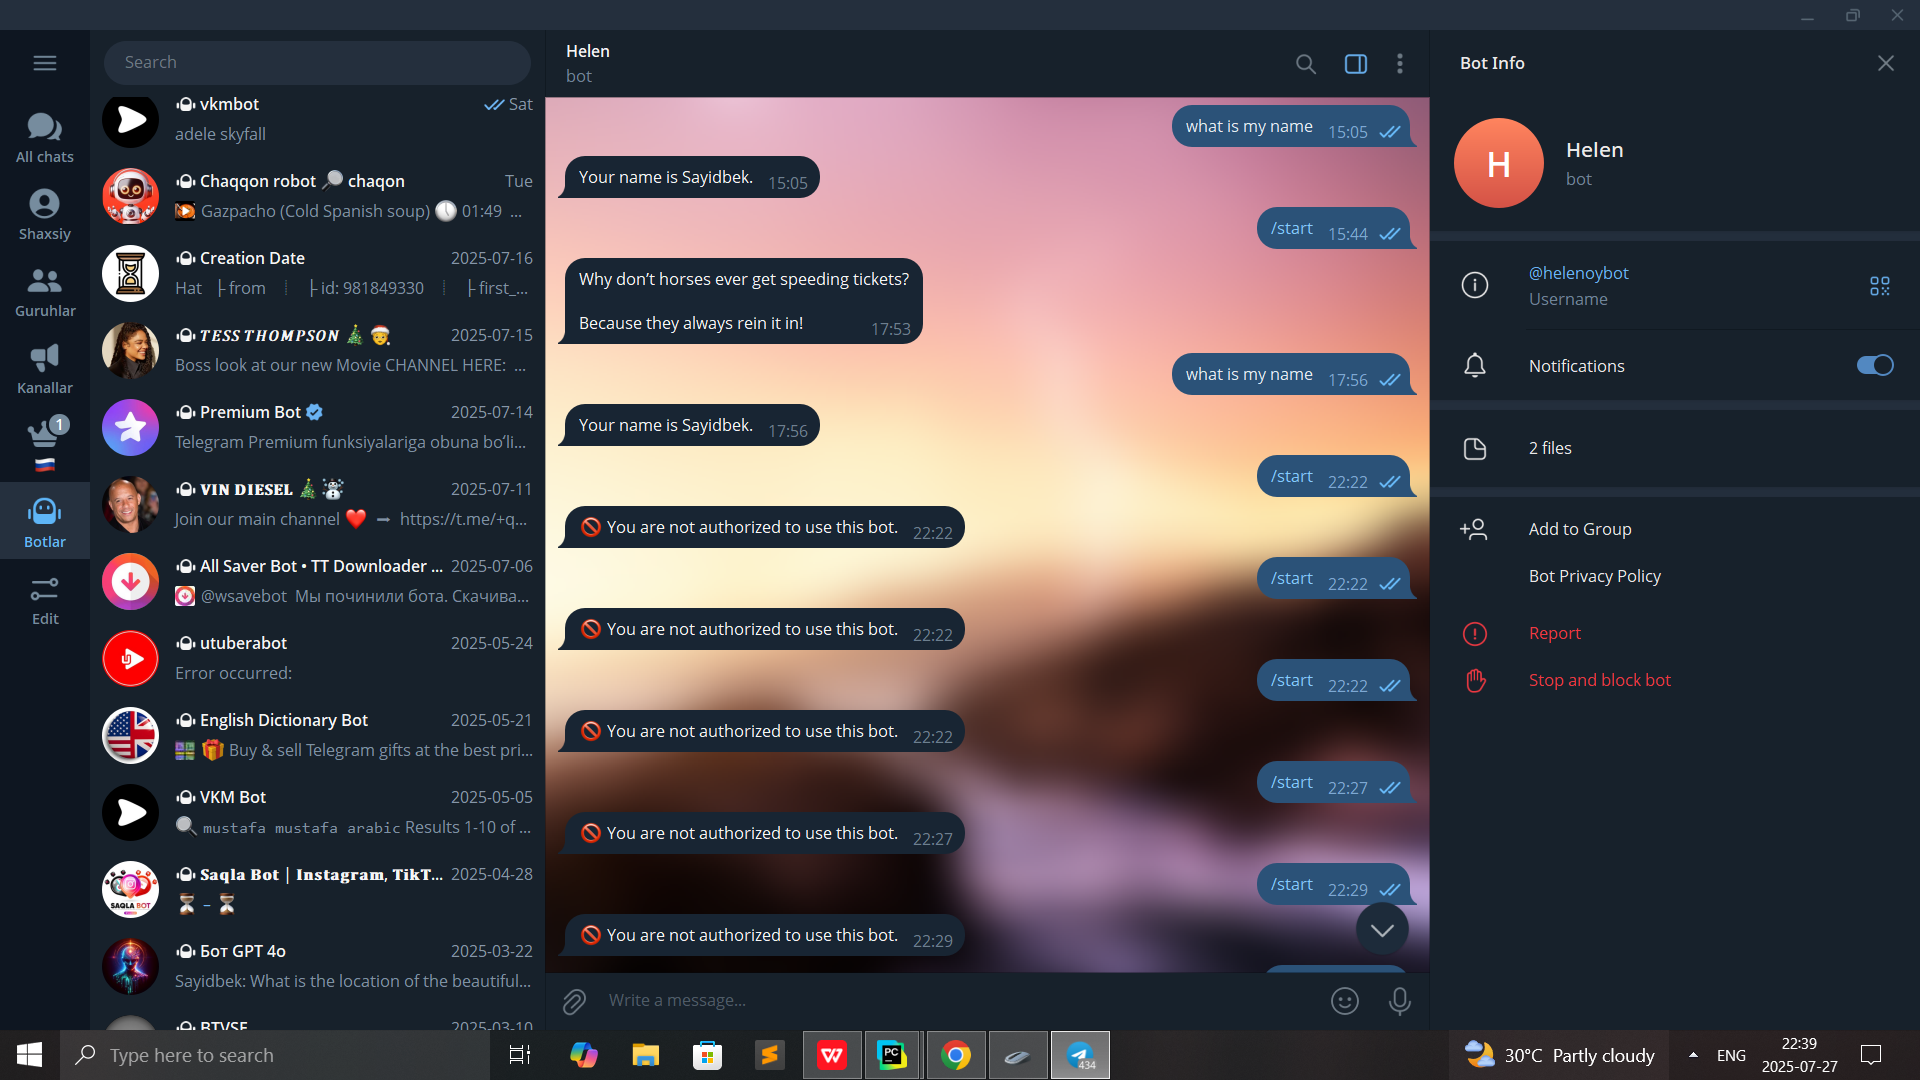 Search
All chats
Shaxsiy
Guruhlar
Kanallar
1
Botlar
Edit
vkmbot
Sat
adele skyfall
Chaqqon robot 🔎 chaqon
Tue
Gazpacho (Cold Spanish soup) 🕔 01:49 ...
Creation Date
2025-07-16
Hat ├ from ⁞ ├ id: 981849330 ⁞ ├ first_...
TESS THOMPSON 🎄 🧑‍🎄
2025-07-15
Boss look at our new Movie CHANNEL HERE: ...
Premium Bot
2025-07-14
Telegram Premium funksiyalariga obuna boʻli...
VIN DIESEL 🎄☃️
2025-07-11
Join our main channel ❤️ ➖ https://t.me/+q...
All Saver Bot • TT Downloader ...
2025-07-06
@wsavebot Мы починили бота. Скачива...
utuberabot
2025-05-24
Error occurred:
English Dictionary Bot
2025-05-21
🎁 Buy & sell Telegram gifts at the best pri...
VKM Bot
2025-05-05
🔍 mustafa mustafa arabic Results 1-10 of ...
SAQLA BOT
Saqla Bot | Instagram, TikT...
2025-04-28
⏳ – ⏳
Бот GPT 4o
2025-03-22
Sayidbek: What is the location of the beautiful...
BTVSE
2025-03-10
Helen
bot
what is my name 15:05
Your name is Sayidbek. 15:05
/start 15:44
Why don’t horses ever get speeding tickets?
Because they always rein it in! 17:53
what is my name 17:56
Your name is Sayidbek. 17:56
/start 22:22
🚫 You are not authorized to use this bot. 22:22
/start 22:22
🚫 You are not authorized to use this bot. 22:22
/start 22:22
🚫 You are not authorized to use this bot. 22:22
/start 22:27
🚫 You are not authorized to use this bot. 22:27
/start 22:29
🚫 You are not authorized to use this bot. 22:29
Write a message...
Bot Info
H
Helen
bot
@helenoybot
Username
Notifications
2 files
Add to Group
Bot Privacy Policy
Report
Stop and block bot
Type here to search
PC
434
30°C Partly cloudy
ENG
22:39
2025-07-27